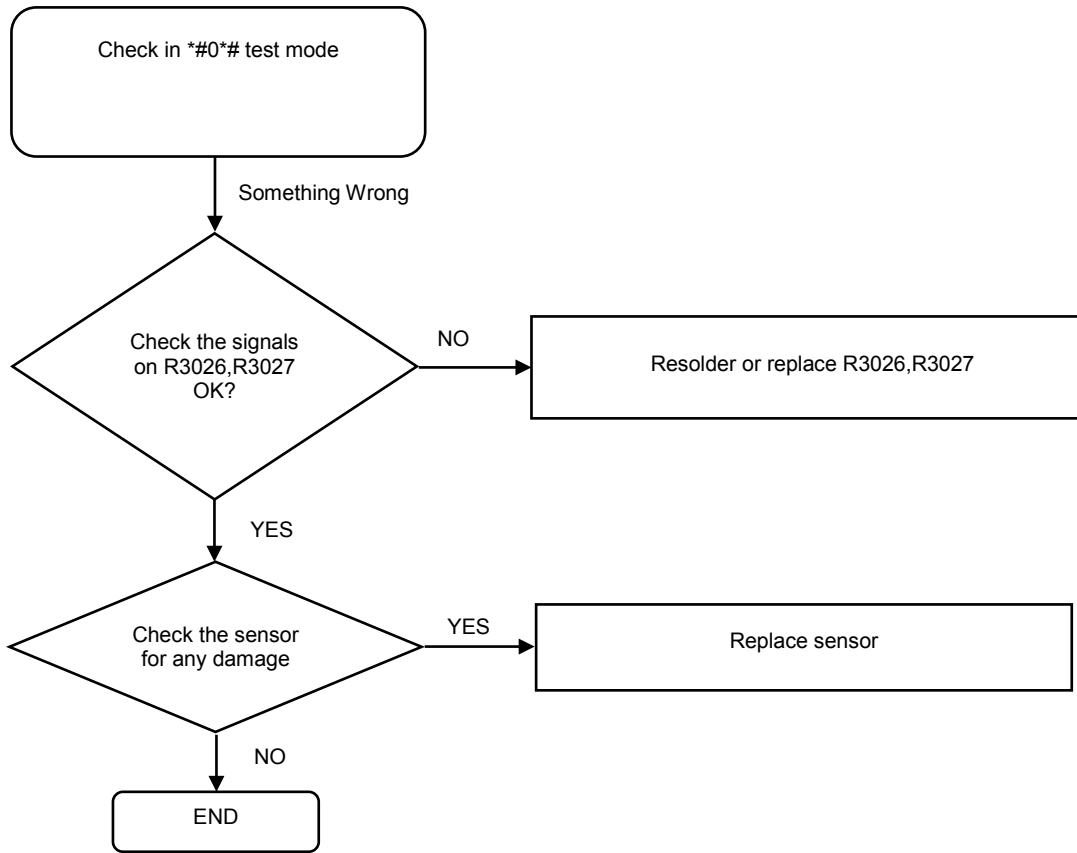 Check in *#0*# test mode
Something Wrong
Check the signals
on R3026,R3027
OK?
NO
Resolder or replace R3026,R3027
YES
Check the sensor
for any damage
YES
Replace sensor
NO
END